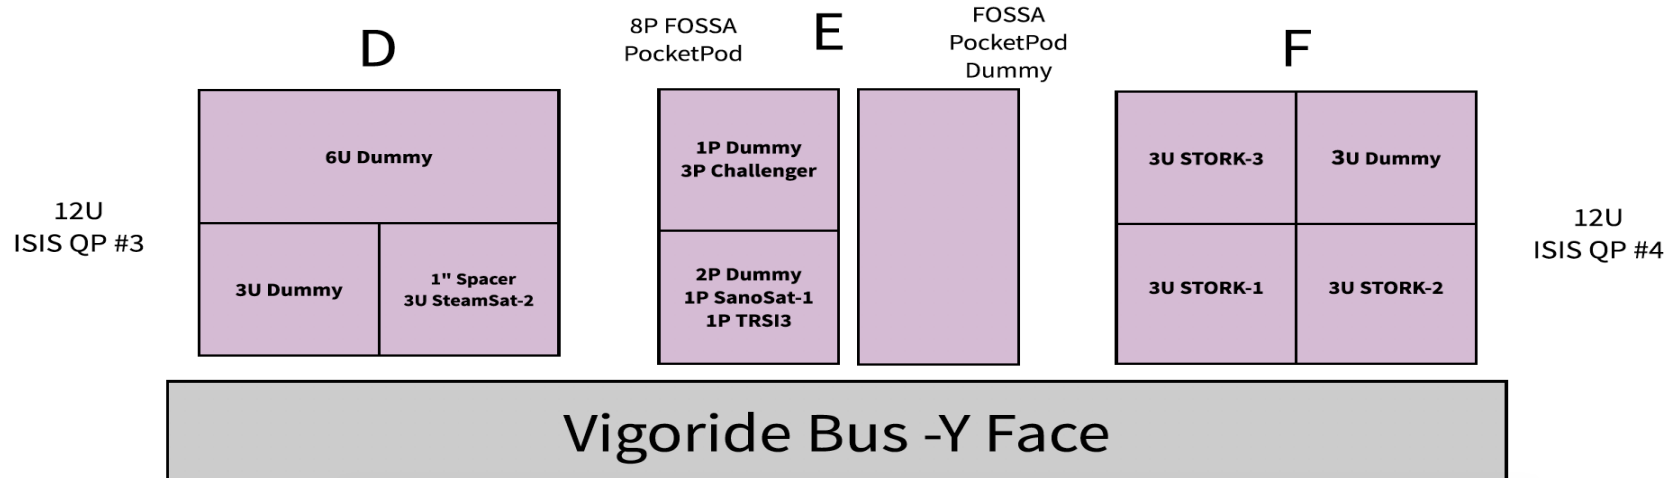 D
8P FOSSA
PocketPod
E
FOSSA
PocketPod
Dummy
F
12U
ISIS QP #3
6U Dummy
3U Dummy
1" Spacer
3U SteamSat-2
1P Dummy
3P Challenger
2P Dummy
1P SanoSat-1
1P TRSI3
3U STORK-3
3U Dummy
3U STORK-1
3U STORK-2
12U
ISIS QP #4
Vigoride Bus -Y Face